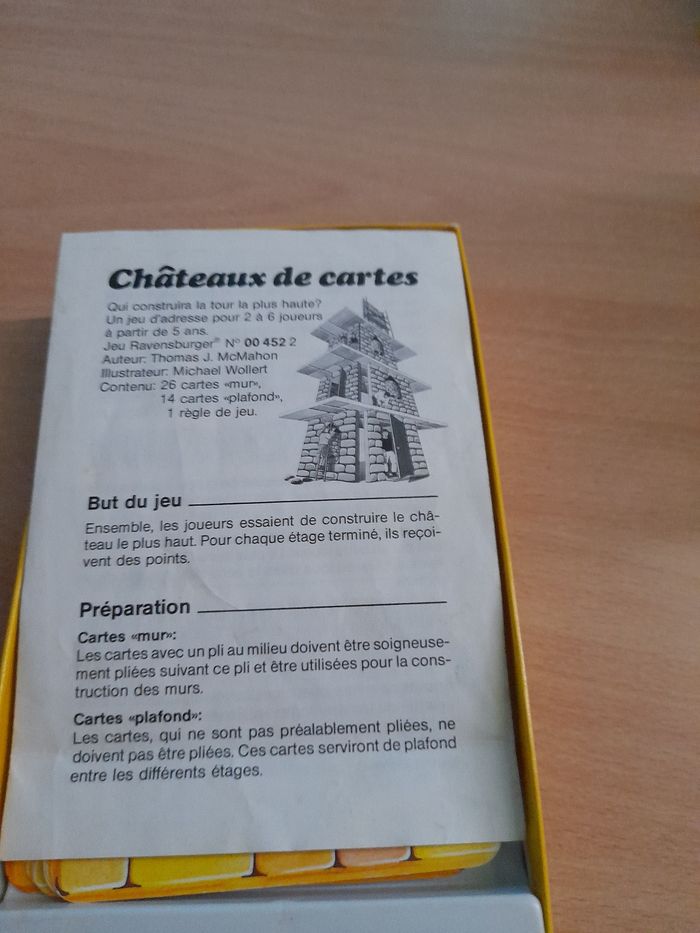 Châteaux de cartes
Qui construira la tour la plus haute?
Un jeu d'adresse pour 2 à 6 joueurs
à partir de 5 ans.
Jeu Ravensburger® N° 00 452 2
Auteur: Thomas J. McMahon
Illustrateur: Michael Wollert
Contenu: 26 cartes «mur»,
14 cartes «plafond»,
1 règle de jeu.
But du jeu
Ensemble, les joueurs essaient de construire le châ-
teau le plus haut. Pour chaque étage terminé, ils reçoi-
vent des points.
Préparation
Cartes «mur»:
Les cartes avec un pli au milieu doivent être soigneuse-
ment pliées suivant ce pli et être utilisées pour la cons-
truction des murs.
Cartes «plafond»:
Les cartes, qui ne sont pas préalablement pliées, ne
doivent pas être pliées. Ces cartes serviront de plafond
entre les différents étages.